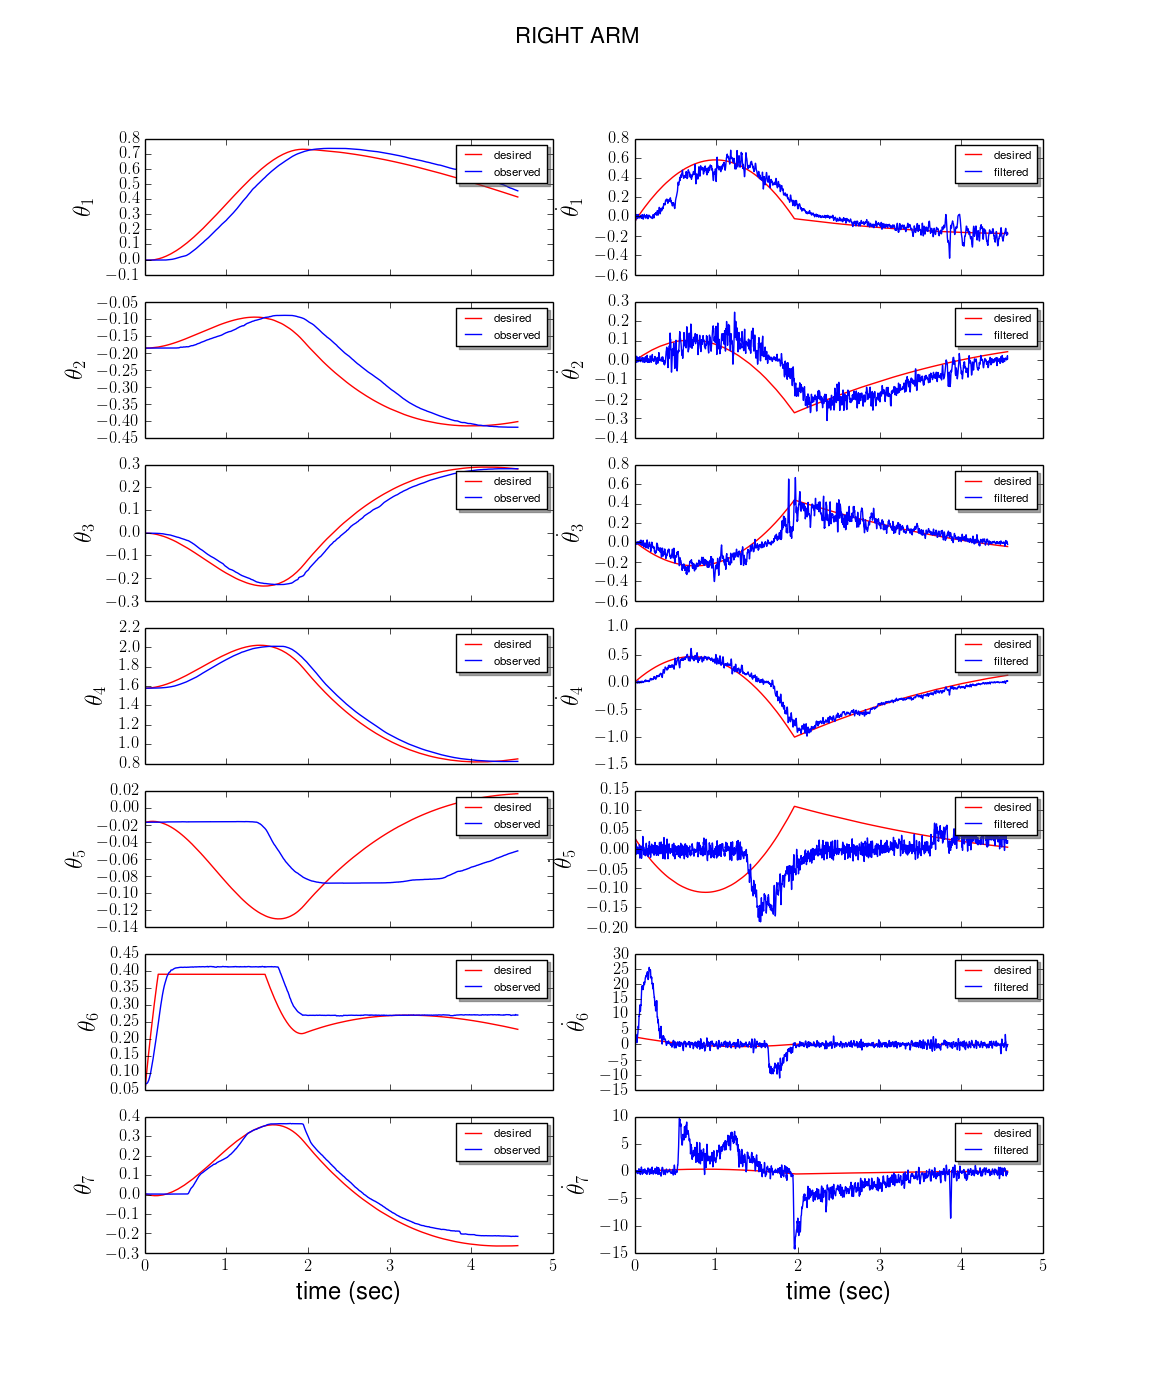 RIGHT ARM
0.8
0.7
0.6
0.5
0.4
0.3
0.2
0.1
0.0
−0.1
θ1
desired
observed
0.8
0.6
0.4
0.2
0.0
−0.2
−0.4
−0.6
θ̇1
desired
filtered
−0.05
−0.10
−0.15
−0.20
−0.25
−0.30
−0.35
−0.40
−0.45
θ2
desired
observed
0.3
0.2
0.1
0.0
−0.1
−0.2
−0.3
−0.4
θ̇2
desired
filtered
0.3
0.2
0.1
0.0
−0.1
−0.2
−0.3
θ3
desired
observed
0.8
0.6
0.4
0.2
0.0
−0.2
−0.4
−0.6
θ̇3
desired
filtered
2.2
2.0
1.8
1.6
1.4
1.2
1.0
0.8
θ4
desired
observed
1.0
0.5
0.0
−0.5
−1.0
−1.5
θ̇4
desired
filtered
0.02
0.00
−0.02
−0.04
−0.06
−0.08
−0.10
−0.12
−0.14
θ5
desired
observed
0.15
0.10
0.05
0.00
−0.05
−0.10
−0.15
−0.20
θ̇5
desired
filtered
0.45
0.40
0.35
0.30
0.25
0.20
0.15
0.10
0.05
θ6
desired
observed
30
25
20
15
10
5
0
−5
−10
−15
θ̇6
desired
filtered
0.4
0.3
0.2
0.1
0.0
−0.1
−0.2
−0.3
θ7
desired
observed
0 1 2 3 4 5
time (sec)
10
5
0
−5
−10
−15
θ̇7
desired
filtered
0 1 2 3 4 5
time (sec)